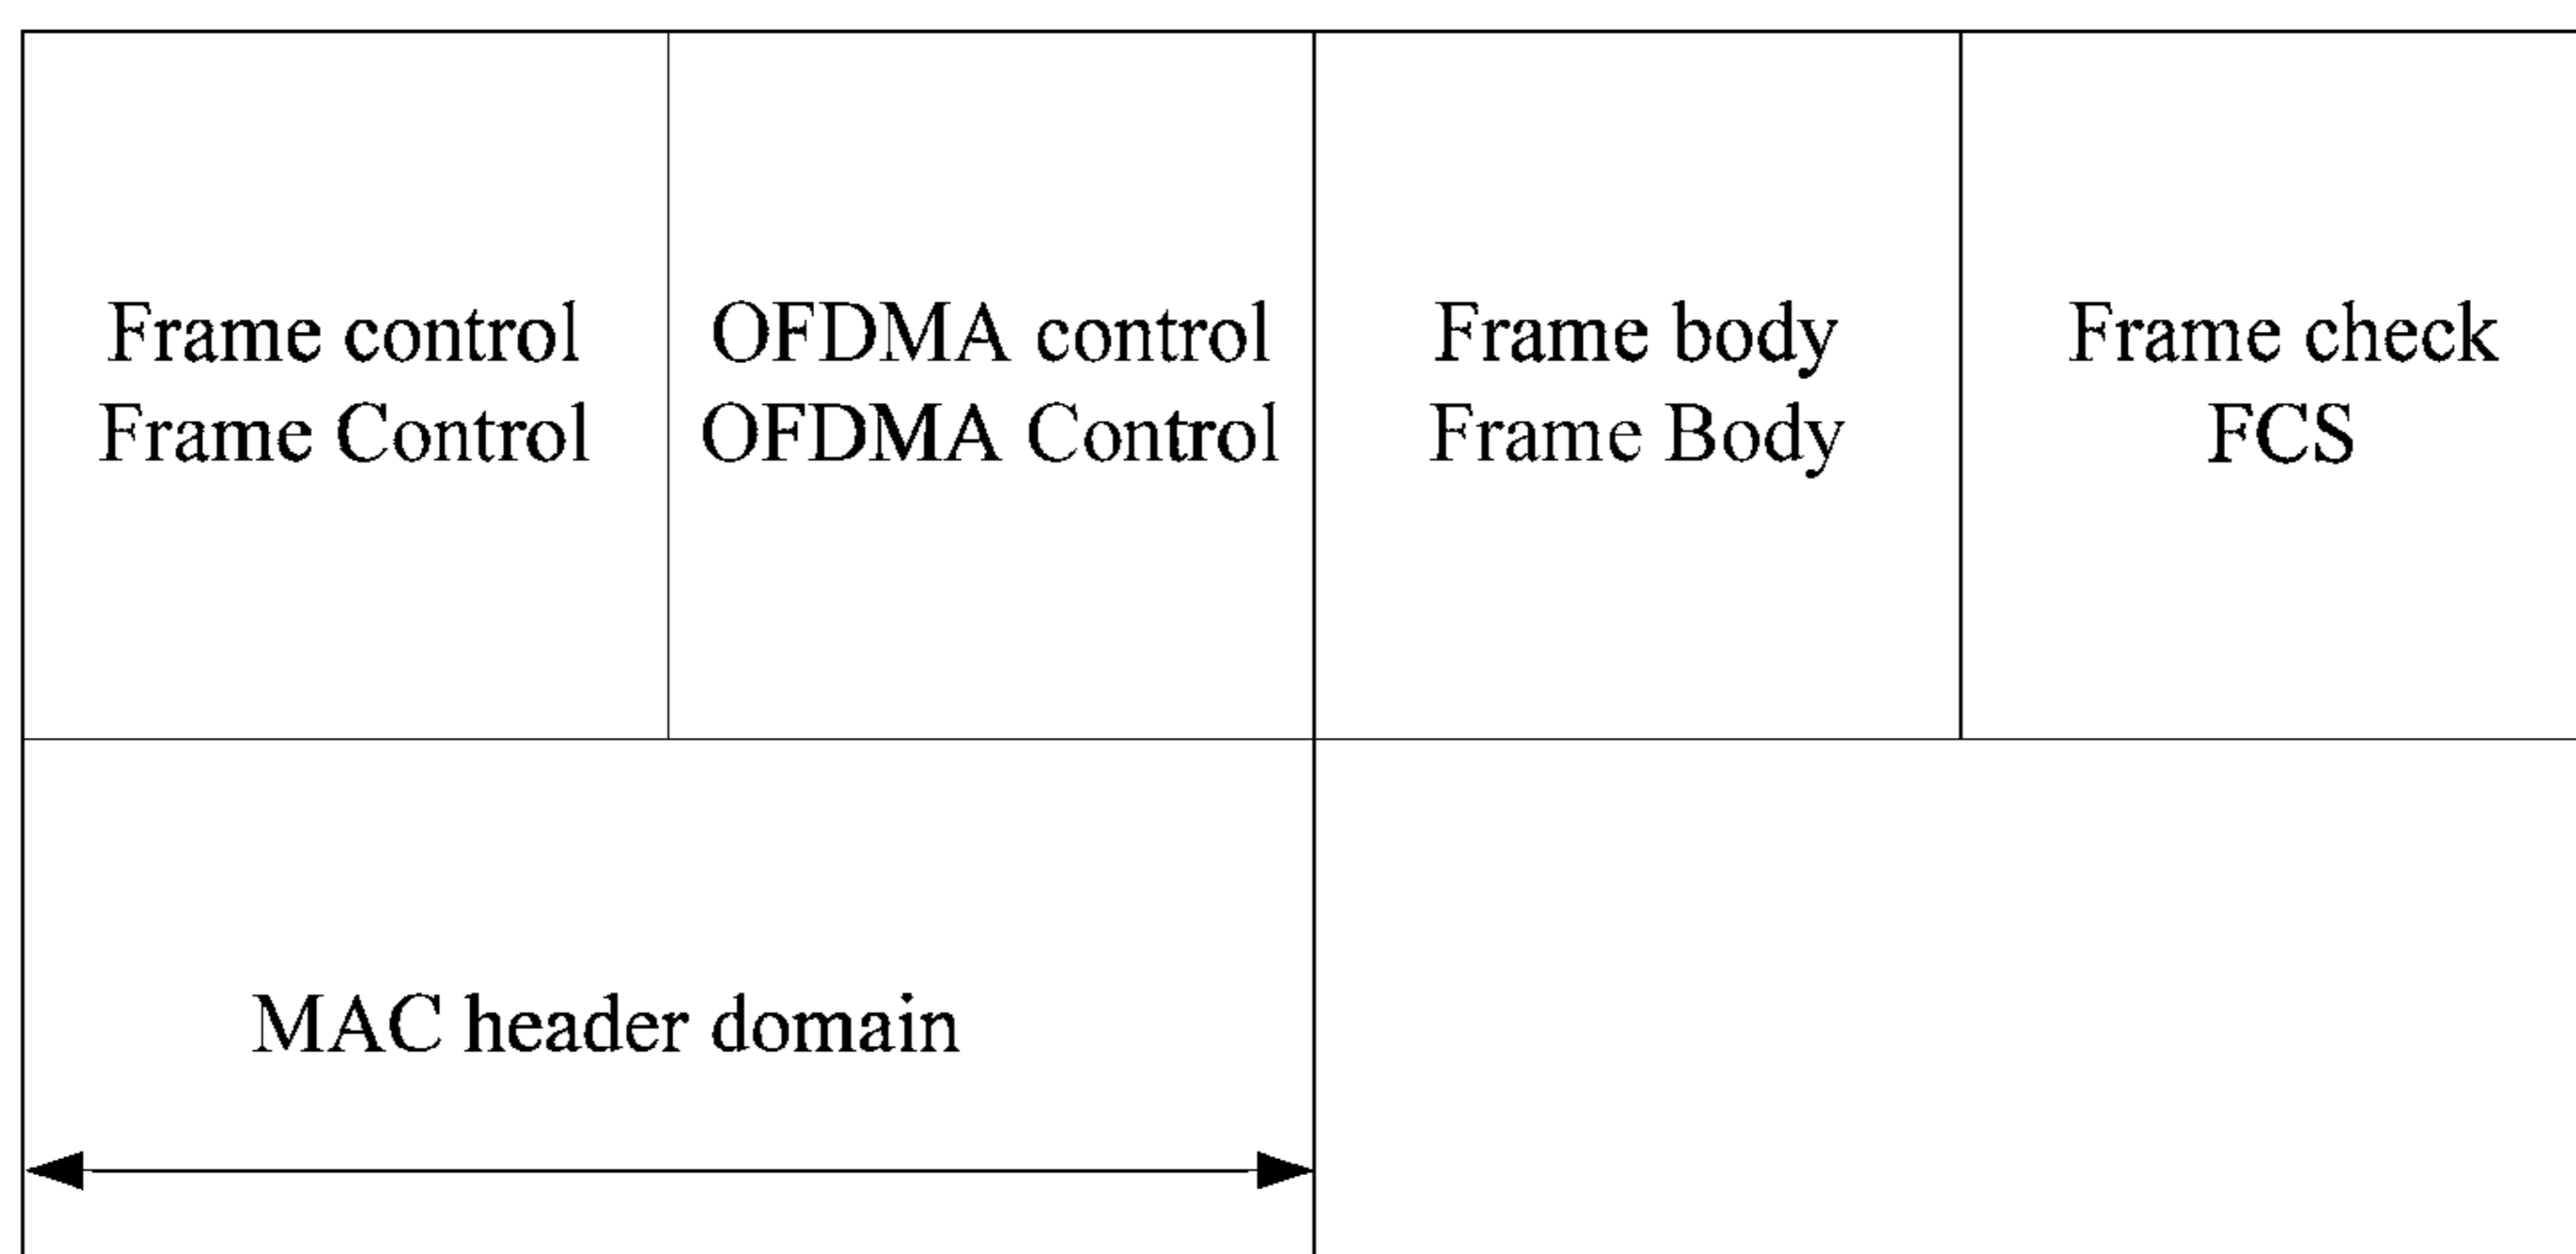 Frame control
Frame Control
OFDMA control
OFDMA Control
Frame body
Frame Body
Frame check
FCS
MAC header domain